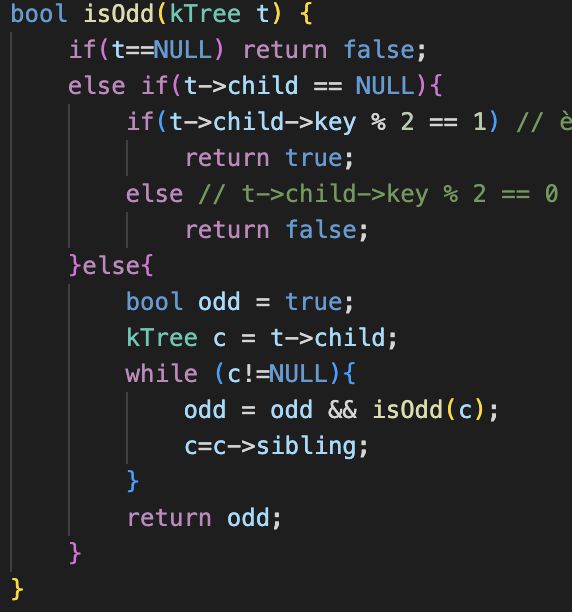 bool isOdd(kTree t) {
if(t==NULL) return false;
else if(t->child == NULL){
if(t->child->key % 2 == 1) // è
return true;
else // t->child->key % 2 == 0
return false;
}else{
bool odd = true;
kTree c = t->child;
while (c!=NULL){
odd = odd && isOdd(c);
c=c->sibling;
}
return odd;
}
}